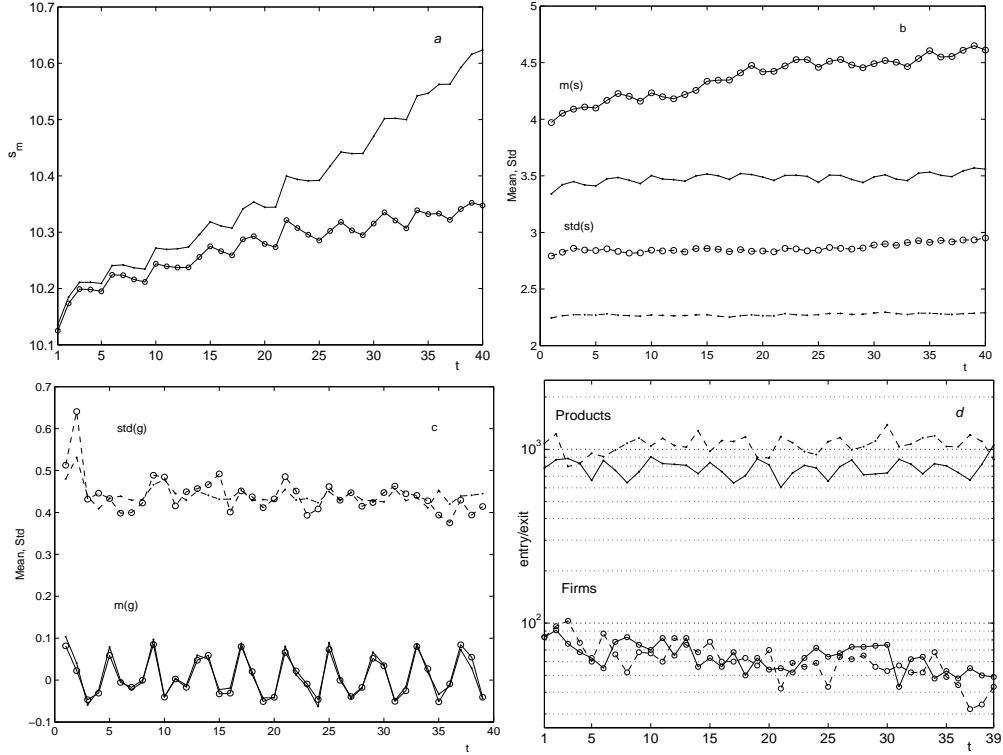 10.7
10.6
10.5
10.4
10.3
10.2
10.1
s_m
a
1 5 10 15 20 25 30 35 40
t
5
4.5
4
3.5
3
2.5
2
Mean, Std
b
m(s)
std(s)
0 5 10 15 20 25 30 35 40
t
0.7
0.6
0.5
0.4
0.3
0.2
0.1
0
−0.1
Mean, Std
std(g)
c
m(g)
0 5 10 15 20 25 30 35 40
t
10^3
10^2
entry/exit
Products
d
Firms
1 5 10 15 20 25 30 35 39
t